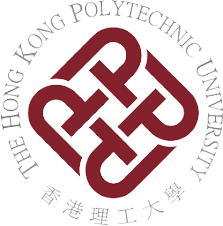 THE HONG KONG POLYTECHNIC UNIVERSITY
香港理工大學